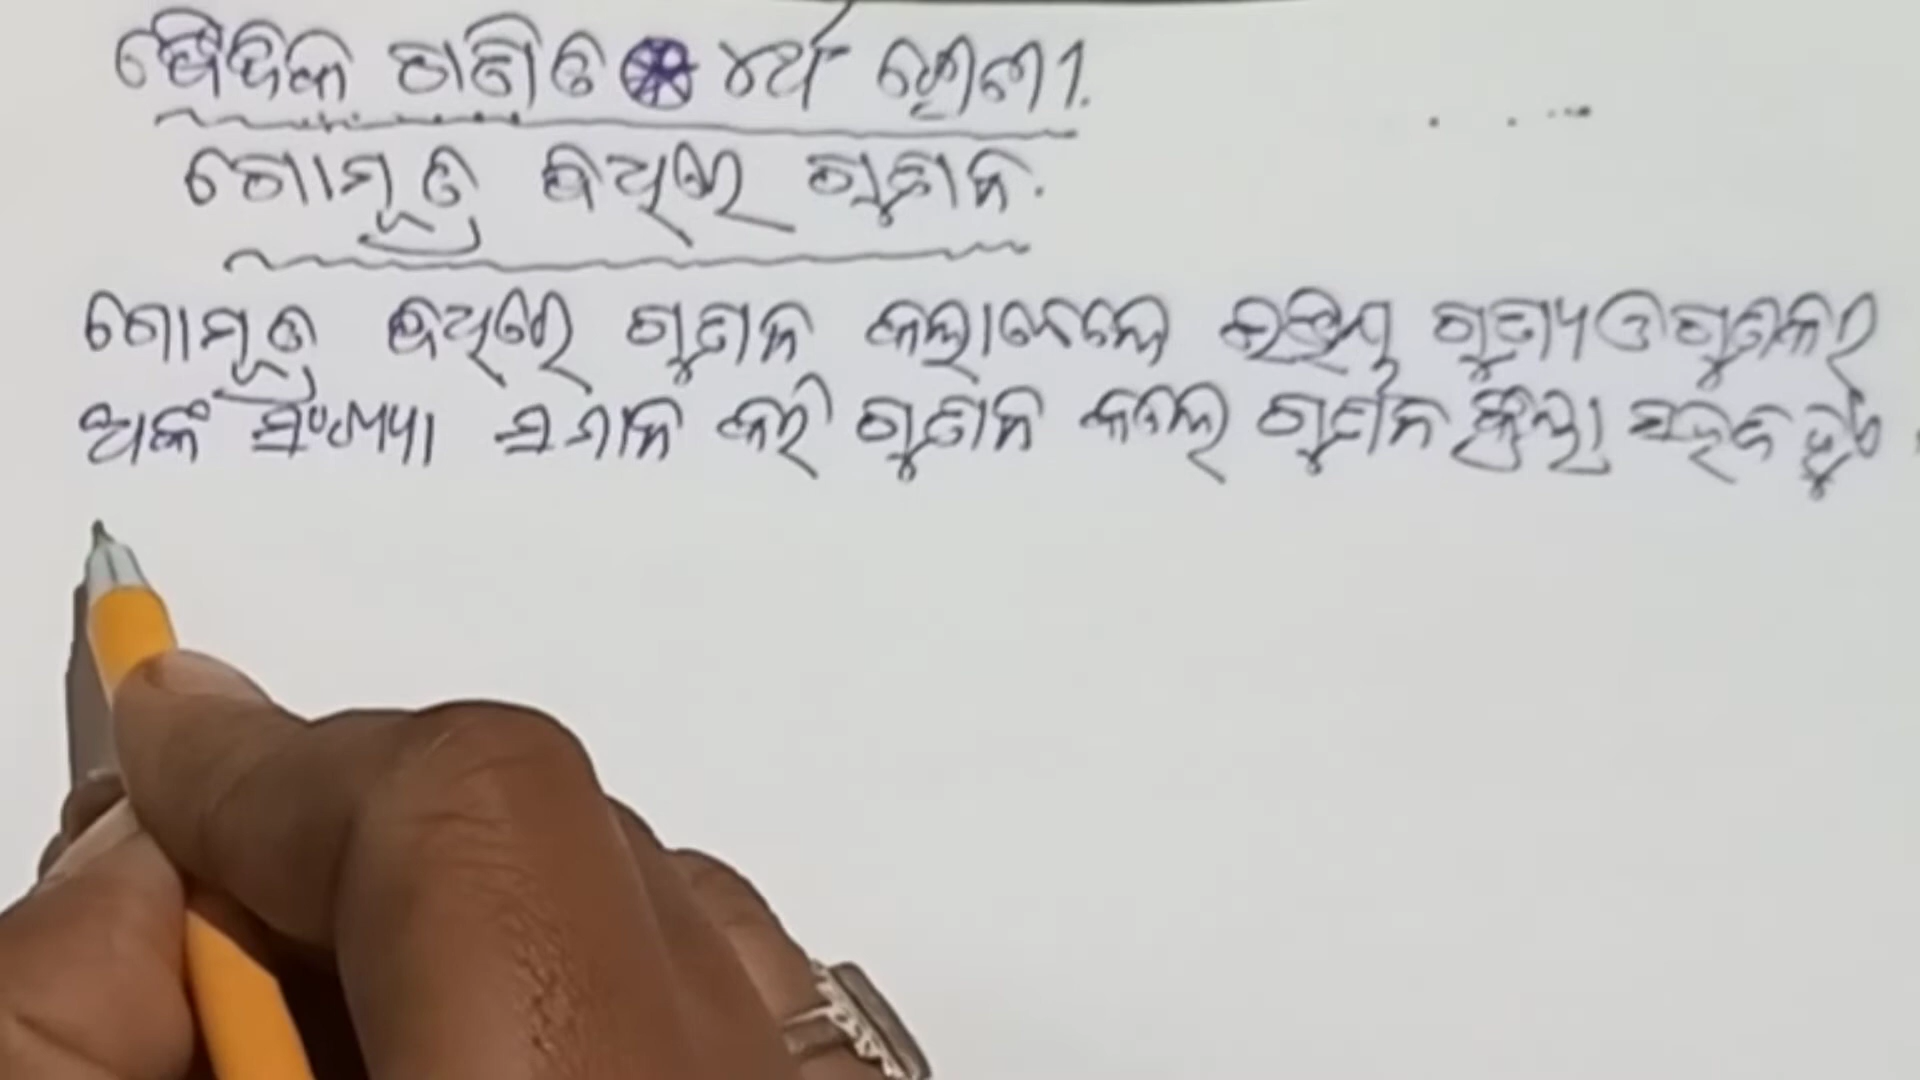 ବୈଦିକ ଗଣିତ ୪ର୍ଥ ଶ୍ରେଣୀ.
ଗୋମୂତ୍ର ବିଧିରେ ଗୁଣନ.
ଗୋମୂତ୍ର ବିଧିରେ ଗୁଣନ କଲାବେଳେ ଉଭୟ ଗୁଣ୍ୟ ଓ ଗୁଣକର
ଅଙ୍କ ସଂଖ୍ୟା ସମାନ କରି ଗୁଣନ କଲେ ଗୁଣନ କ୍ରିୟା ସହଜ ହୁଏ